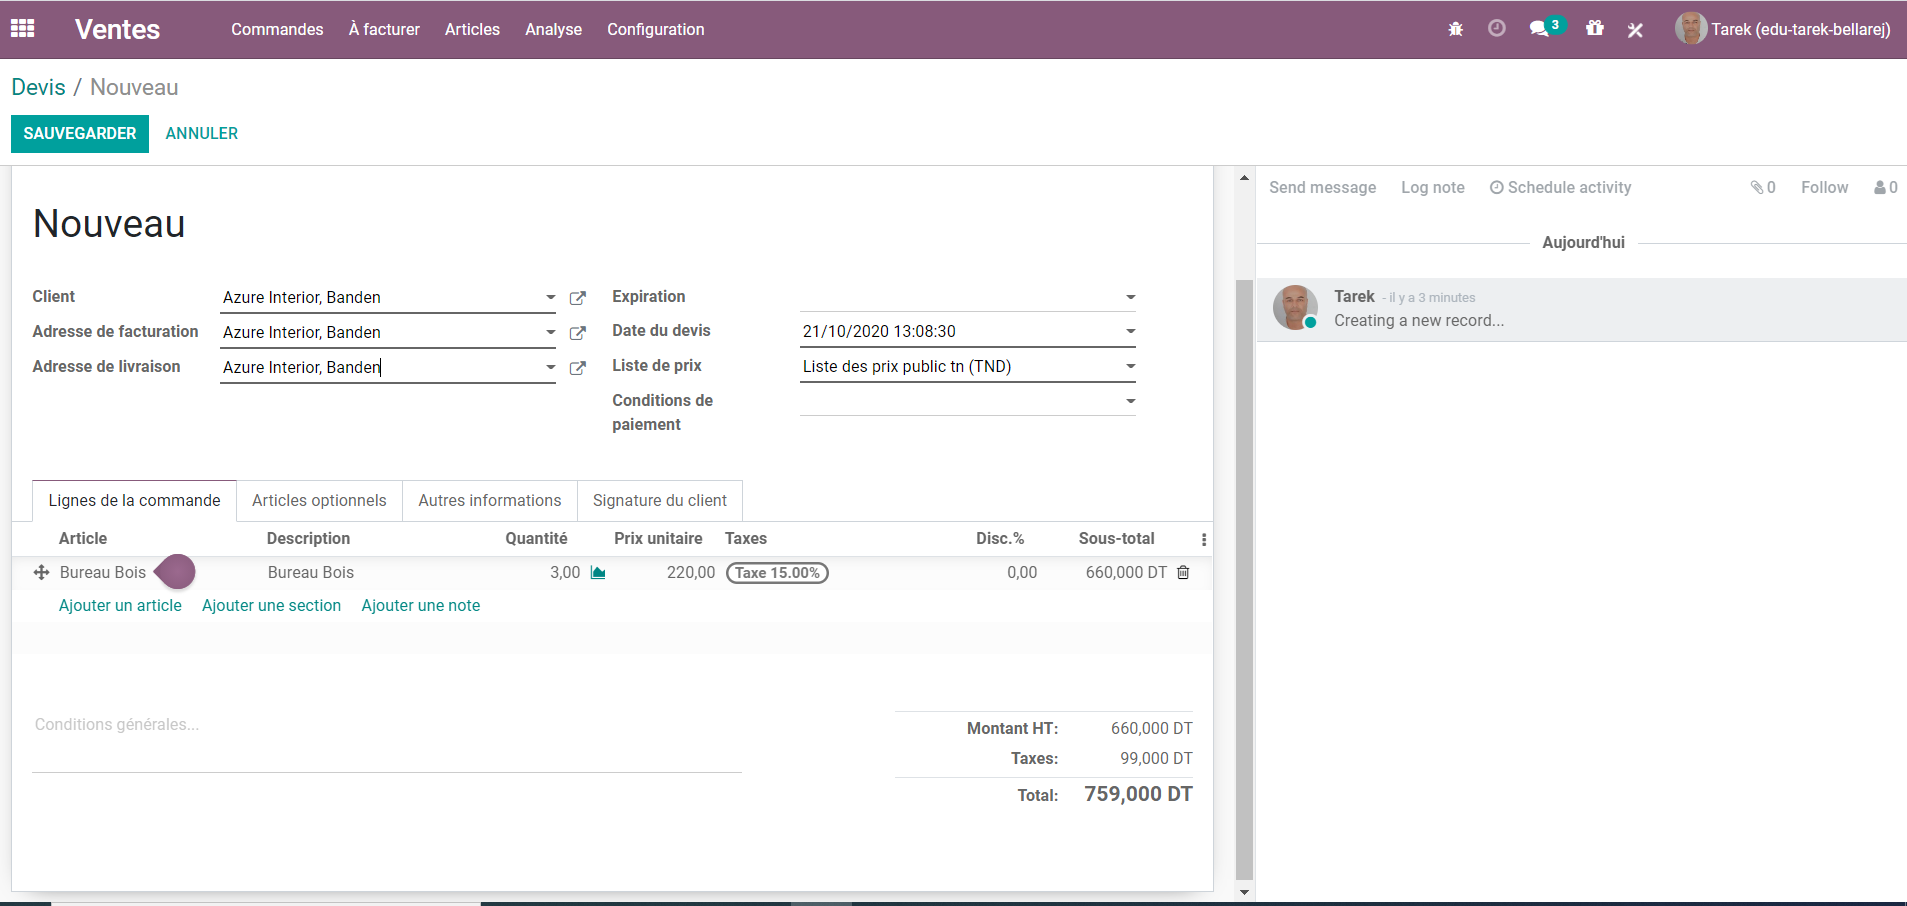 Ventes Commandes À facturer Articles Analyse Configuration 3 Tarek (edu-tarek-bellarej)
Devis / Nouveau
SAUVEGARDER ANNULER
Send message Log note Schedule activity 0 Follow 0
Nouveau
Aujourd'hui
Tarek - il y a 3 minutes
Creating a new record...
Client Azure Interior, Banden
Adresse de facturation Azure Interior, Banden
Adresse de livraison Azure Interior, Banden
Expiration
Date du devis 21/10/2020 13:08:30
Liste de prix Liste des prix public tn (TND)
Conditions de
paiement
Lignes de la commande Articles optionnels Autres informations Signature du client
Article Description Quantité Prix unitaire Taxes Disc.% Sous-total
Bureau Bois Bureau Bois 3,00 220,00 Taxe 15.00% 0,00 660,000 DT
Ajouter un article Ajouter une section Ajouter une note
Conditions générales...
Montant HT: 660,000 DT
Taxes: 99,000 DT
Total: 759,000 DT